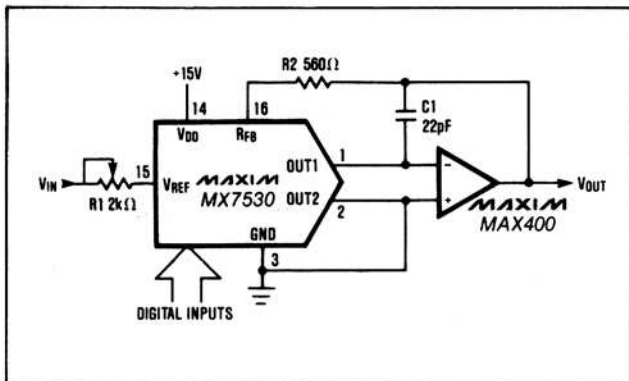 R2 560Ω
+15V
14
16
C1
22pF
VDD
RFB
1
OUT1
VIN
15
VREF
MAXIM
MX7530
R1 2kΩ
OUT2
2
GND
3
-
+
VOUT
MAXIM
MAX400
DIGITAL INPUTS